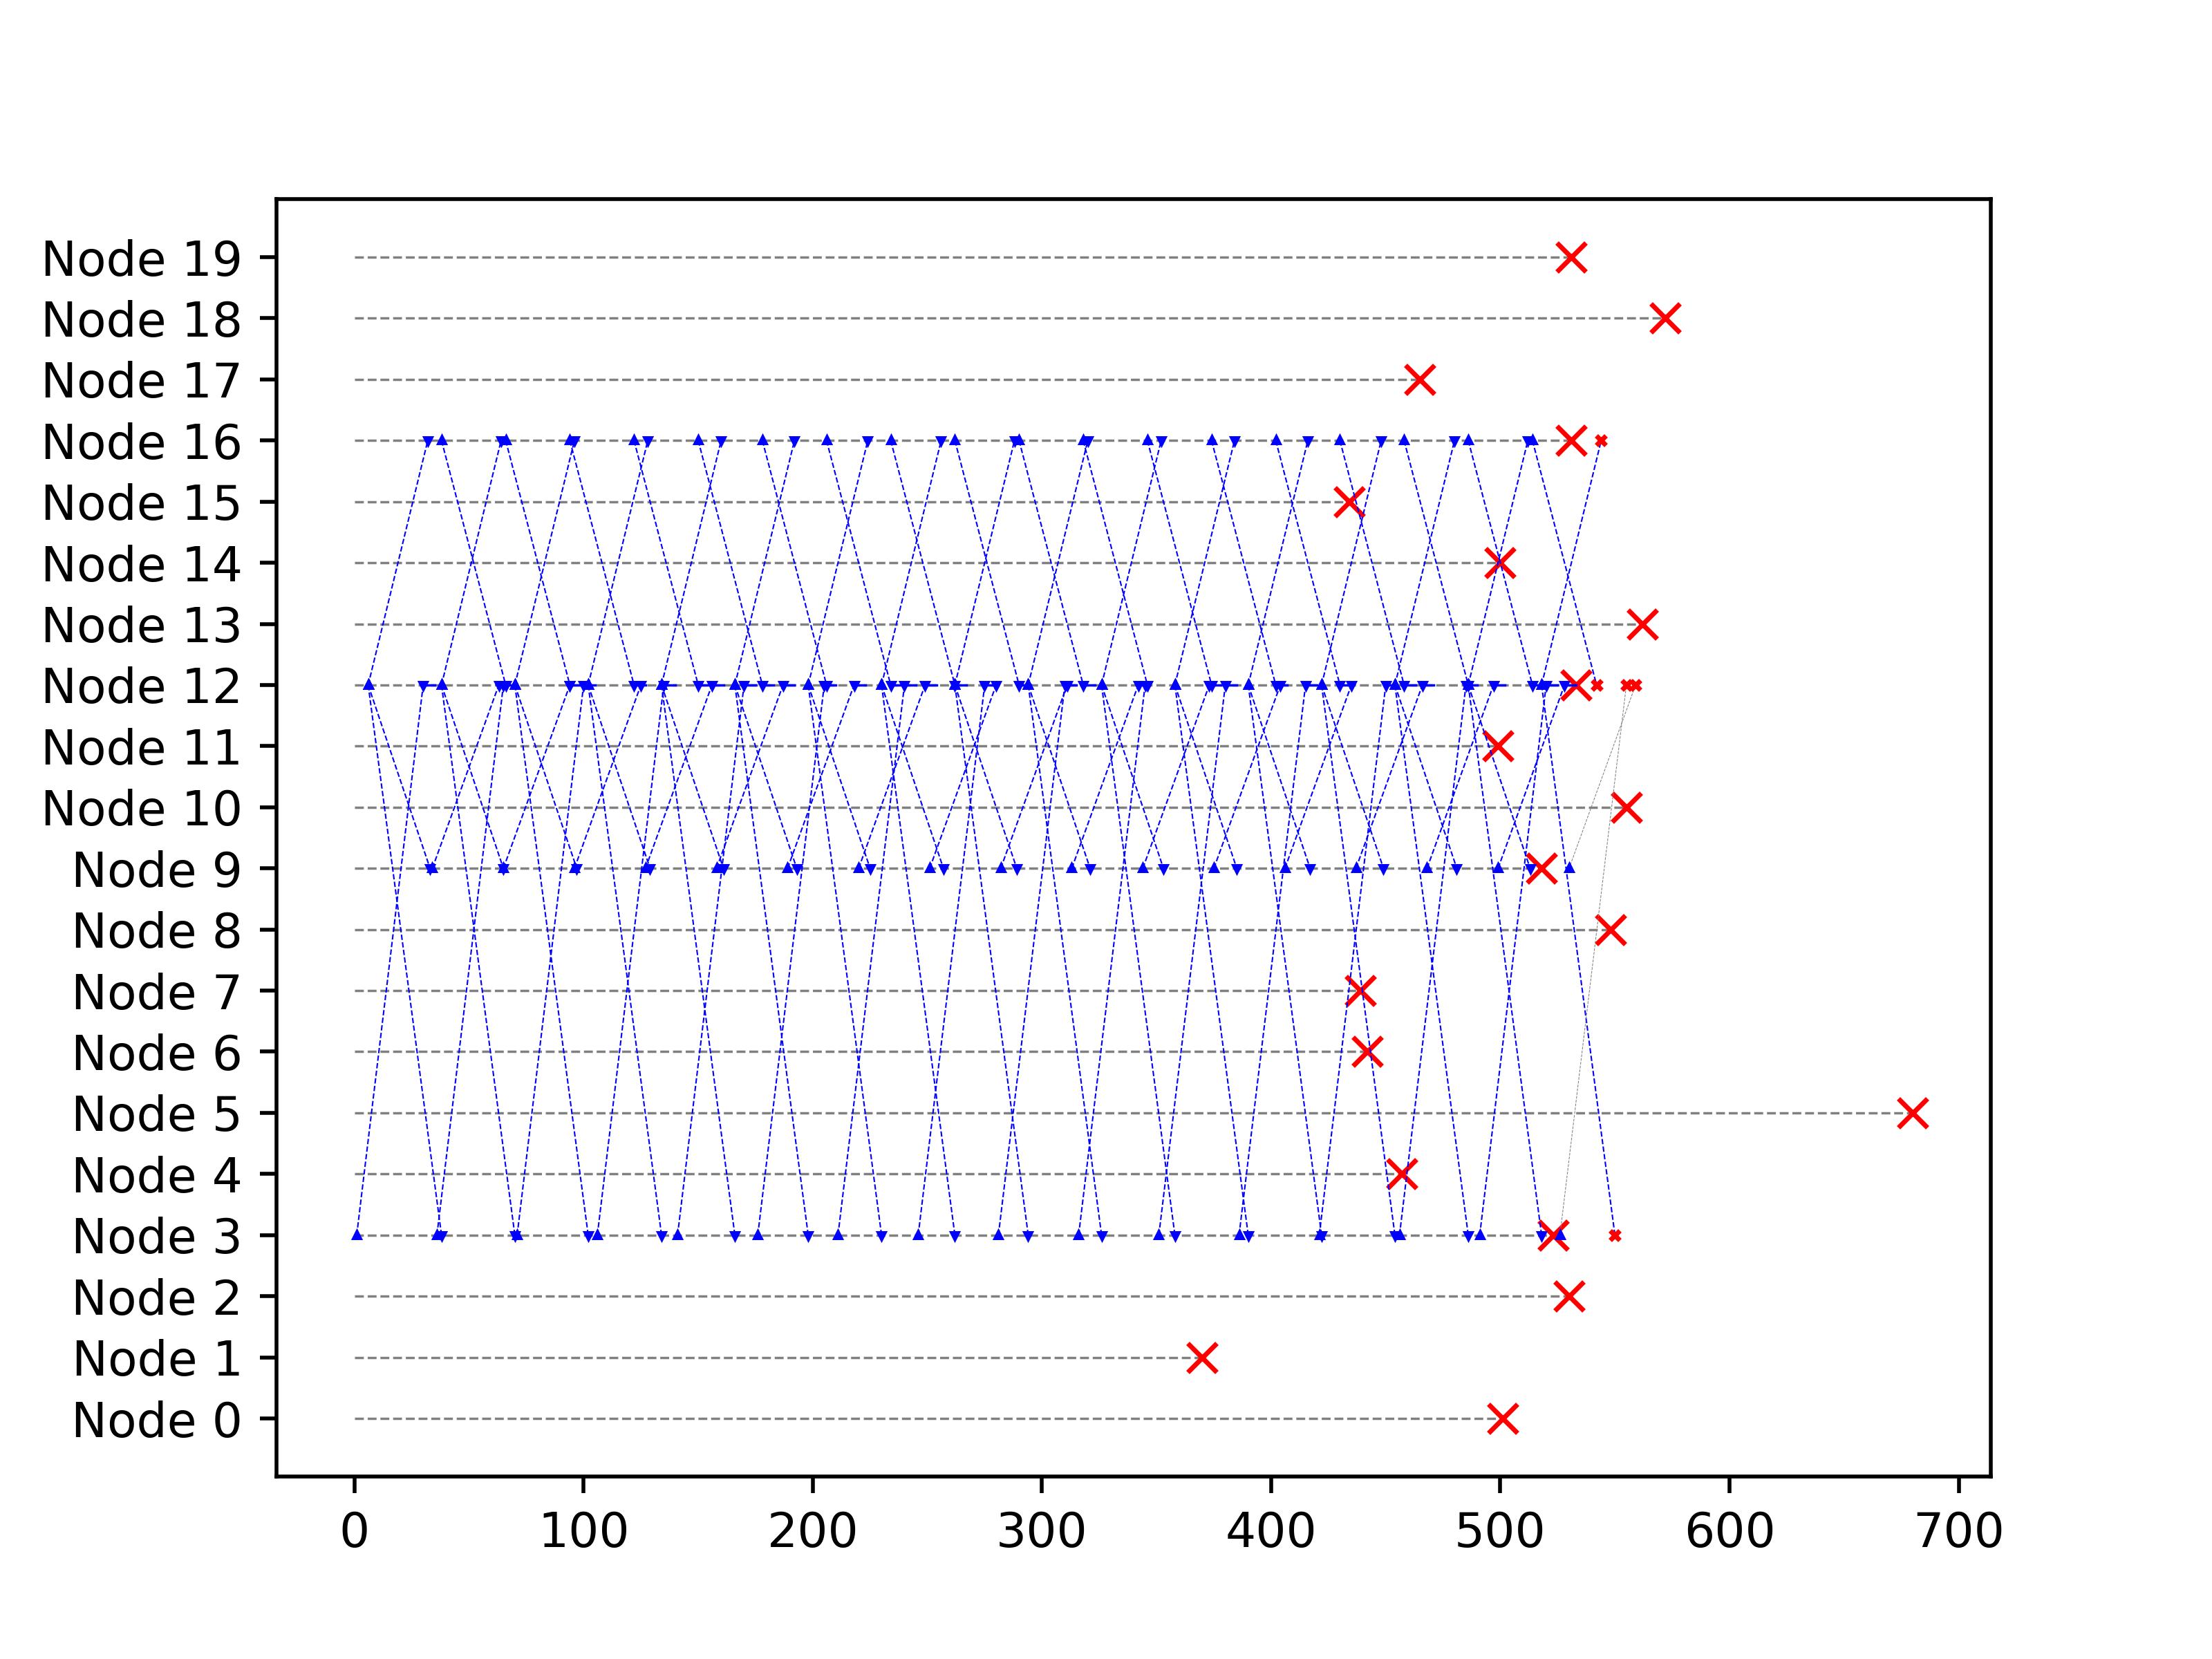 Node 19
Node 18
Node 17
Node 16
Node 15
Node 14
Node 13
Node 12
Node 11
Node 10
Node 9
Node 8
Node 7
Node 6
Node 5
Node 4
Node 3
Node 2
Node 1
Node 0
0 100 200 300 400 500 600 700